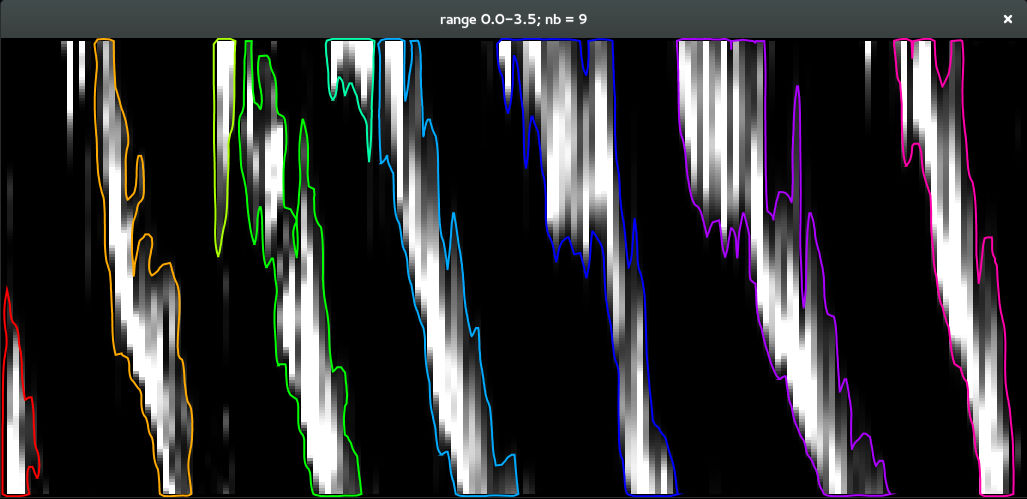 range 0.0–3.5; nb = 9